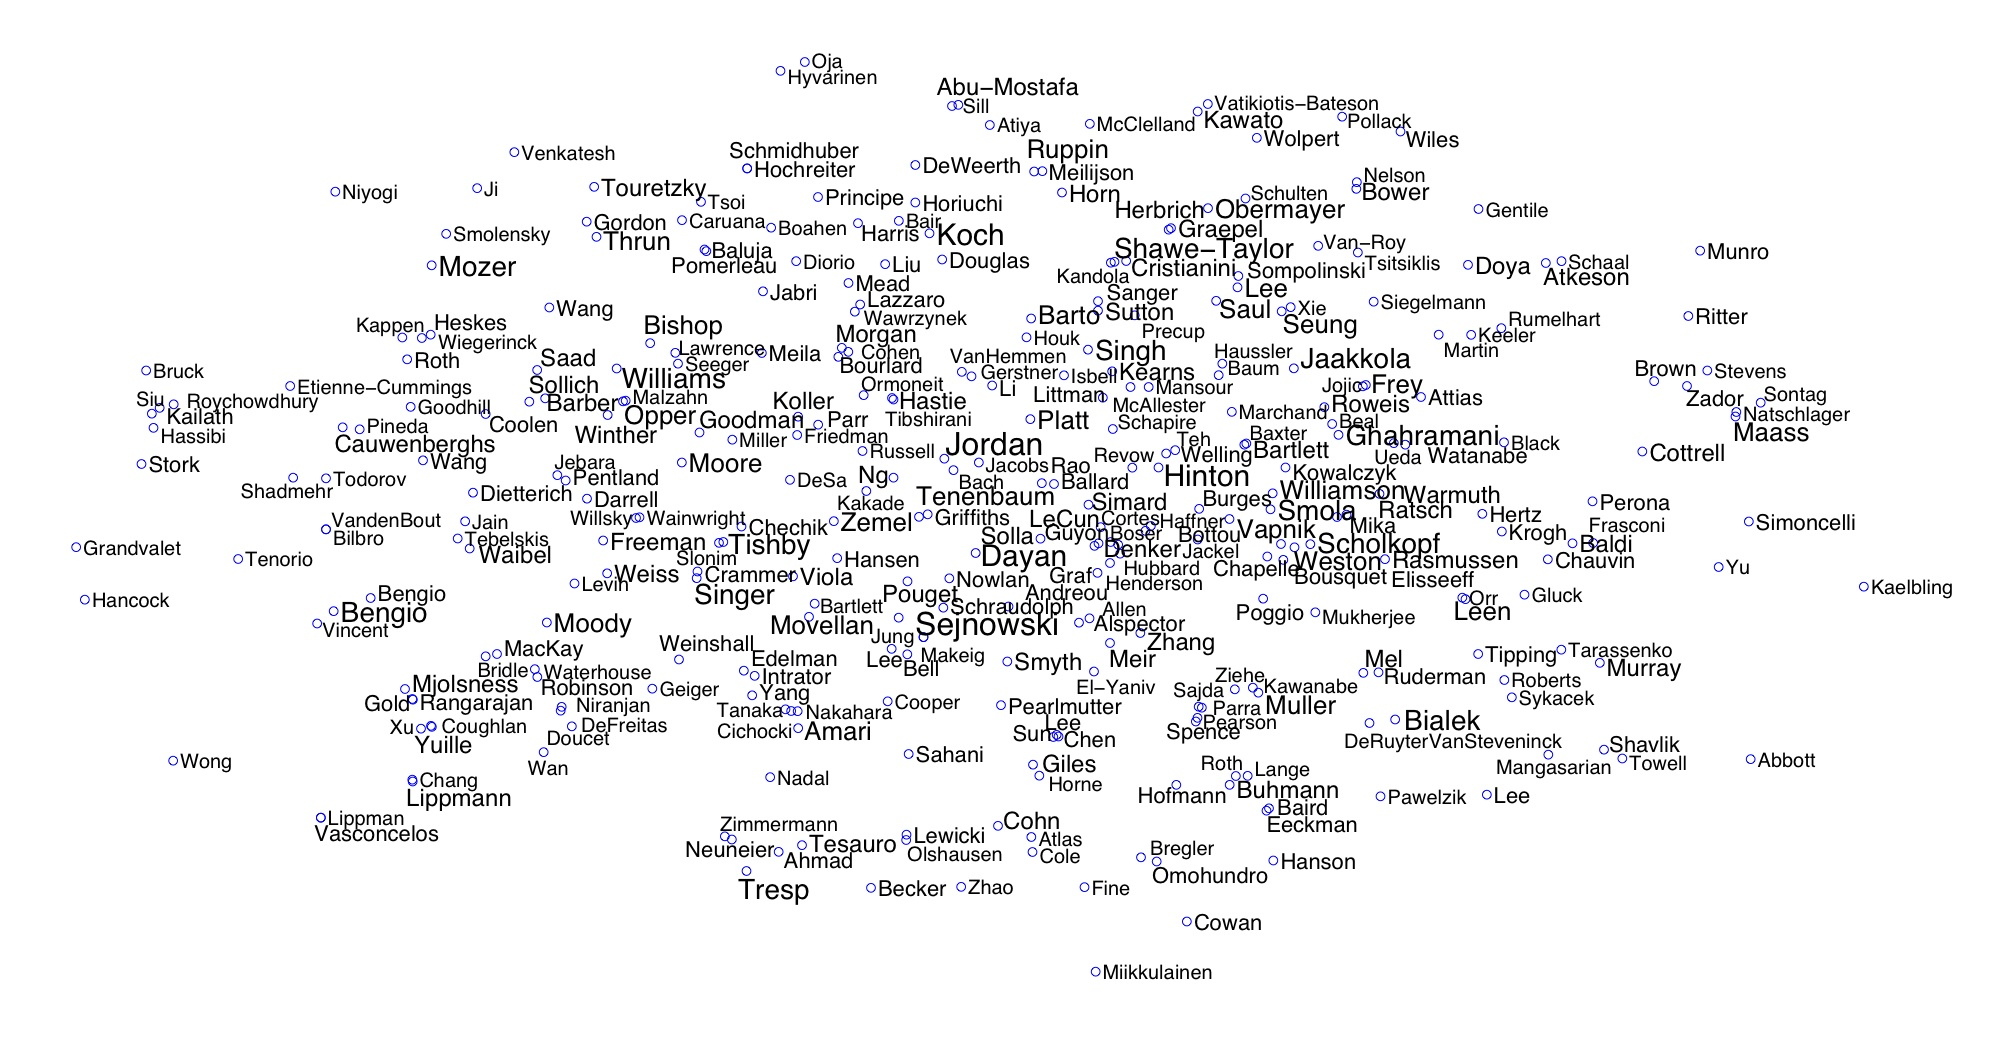 Oja
Hyvarinen
Abu−Mostafa
Sill
Vatikiotis−Bateson
Kawato
Pollack
Atiya
McClelland
Wolpert
Wiles
Venkatesh
Schmidhuber
Hochreiter
Ruppin
DeWeerth
Meilijson
Nelson
Bower
Niyogi
Ji
Touretzky
Tsoi
Principe
Horiuchi
Horn
Schulten
Herbrich
Obermayer
Gentile
Gordon
Caruana
Boahen
Bair
Harris
Koch
Graepel
Smolensky
Thrun
Shawe−Taylor
Van−Roy
Baluja
Pomerleau
Diorio
Liu
Douglas
Kandola
Cristianini
Sompolinski
Tsitsiklis
Munro
Mozer
Doya
Schaal
Atkeson
Jabri
Mead
Lazzaro
Wawrzynek
Sanger
Lee
Siegelmann
Wang
Barto
Sutton
Saul
Xie
Seung
Ritter
Kappen
Heskes
Wiegerinck
Bishop
Morgan
Houk
Precup
Rumelhart
Keeler
Martin
Roth
Saad
Lawrence
Seeger
Meila
Cohen
Bourlard
VanHemmen
Gerstner
Singh
Haussler
Baum
Jaakkola
Bruck
Etienne−Cummings
Sollich
Williams
Ormoneit
Li
Isbell
Kearns
Mansour
Jojic
Frey
Brown
Stevens
Siu
Roychowdhury
Kailath
Goodhill
Barber
Malzahn
Opper
Koller
Hastie
Tibshirani
Littman
McAllester
Marchand
Roweis
Attias
Zador
Sontag
Natschlager
Maass
Hassibi
Pineda
Cauwenberghs
Coolen
Winther
Goodman
Miller
Parr
Friedman
Platt
Schapire
Teh
Welling
Baxter
Bartlett
Beal
Ghahramani
Ueda
Watanabe
Black
Cottrell
Stork
Wang
Jebara
Pentland
Moore
Russell
Jordan
Jacobs
Rao
Revow
Hinton
Kowalczyk
Shadmehr
Todorov
Dietterich
Darrell
DeSa
Ng
Kakade
Bach
Ballard
Tenenbaum
Simard
Burges
Williamson
Warmuth
Perona
VandenBout
Bilbro
Jain
Tebelskis
Waibel
Willsky
Wainwright
Chechik
Zemel
Griffiths
LeCun
Cortes
Haffner
Smola
Ratsch
Mika
Hertz
Krogh
Frasconi
Baldi
Simoncelli
Grandvalet
Tenorio
Freeman
Slonim
Tishby
Hansen
Solla
Guyon
Boser
Bottou
Vapnik
Dayan
Denker
Jackel
Scholkopf
Chauvin
Yu
Levin
Weiss
Crammer
Singer
Viola
Nowlan
Graf
Hubbard
Henderson
Chapelle
Weston
Bousquet
Rasmussen
Elisseeff
Kaelbling
Hancock
Bengio
Bengio
Vincent
Moody
Bartlett
Movellan
Pouget
Schraudolph
Sejnowski
Andreou
Allen
Alspector
Poggio
Mukherjee
Orr
Leen
Gluck
MacKay
Bridle
Weinshall
Edelman
Intrator
Jung
Lee
Bell
Makeig
Smyth
Zhang
Meir
El−Yaniv
Mel
Ruderman
Tipping
Tarassenko
Murray
Waterhouse
Robinson
Geiger
Yang
Ziehe
Kawanabe
Roberts
Sykacek
Mjolsness
Gold
Rangarajan
Niranjan
Tanaka
Nakahara
Cichocki
Amari
Cooper
Pearlmutter
Sajda
Parra
Muller
Pearson
Spence
Bialek
DeRuyterVanSteveninck
Xu
Coughlan
Yuille
DeFreitas
Doucet
Wan
Sahani
Lee
Sun
Chen
Giles
Horne
Mangasarian
Shavlik
Towell
Abbott
Wong
Chang
Lippmann
Nadal
Roth
Lange
Hofmann
Buhmann
Baird
Eeckman
Pawelzik
Lee
Lippman
Vasconcelos
Zimmermann
Neuneier
Ahmad
Tesauro
Lewicki
Olshausen
Cohn
Atlas
Cole
Bregler
Omohundro
Hanson
Tresp
Becker
Zhao
Fine
Cowan
Miikkulainen